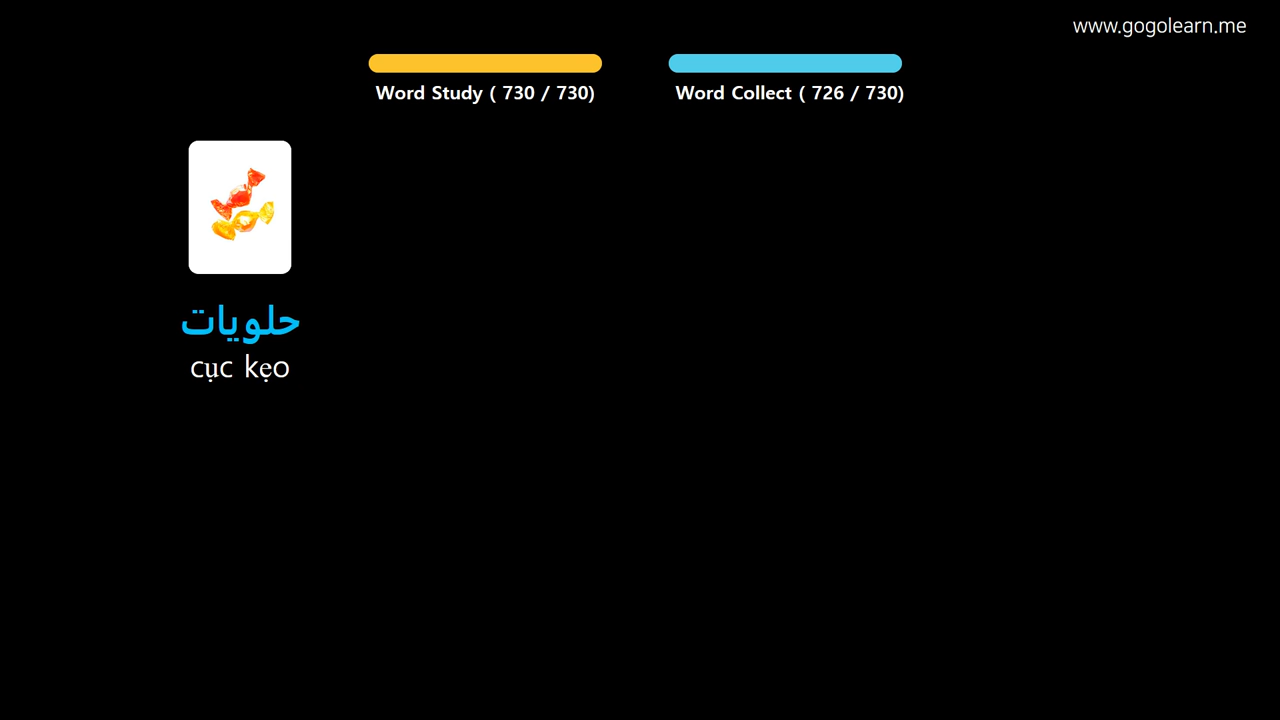 www.gogolearn.me
Word Study ( 730 / 730)
Word Collect ( 726 / 730)
حلويات
cục kẹo